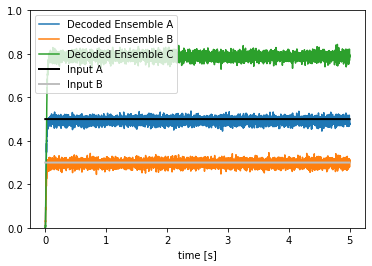 1.0
0.8
0.6
0.4
0.2
0.0
Decoded Ensemble A
Decoded Ensemble B
Decoded Ensemble C
Input A
Input B
0 1 2 3 4 5
time [s]